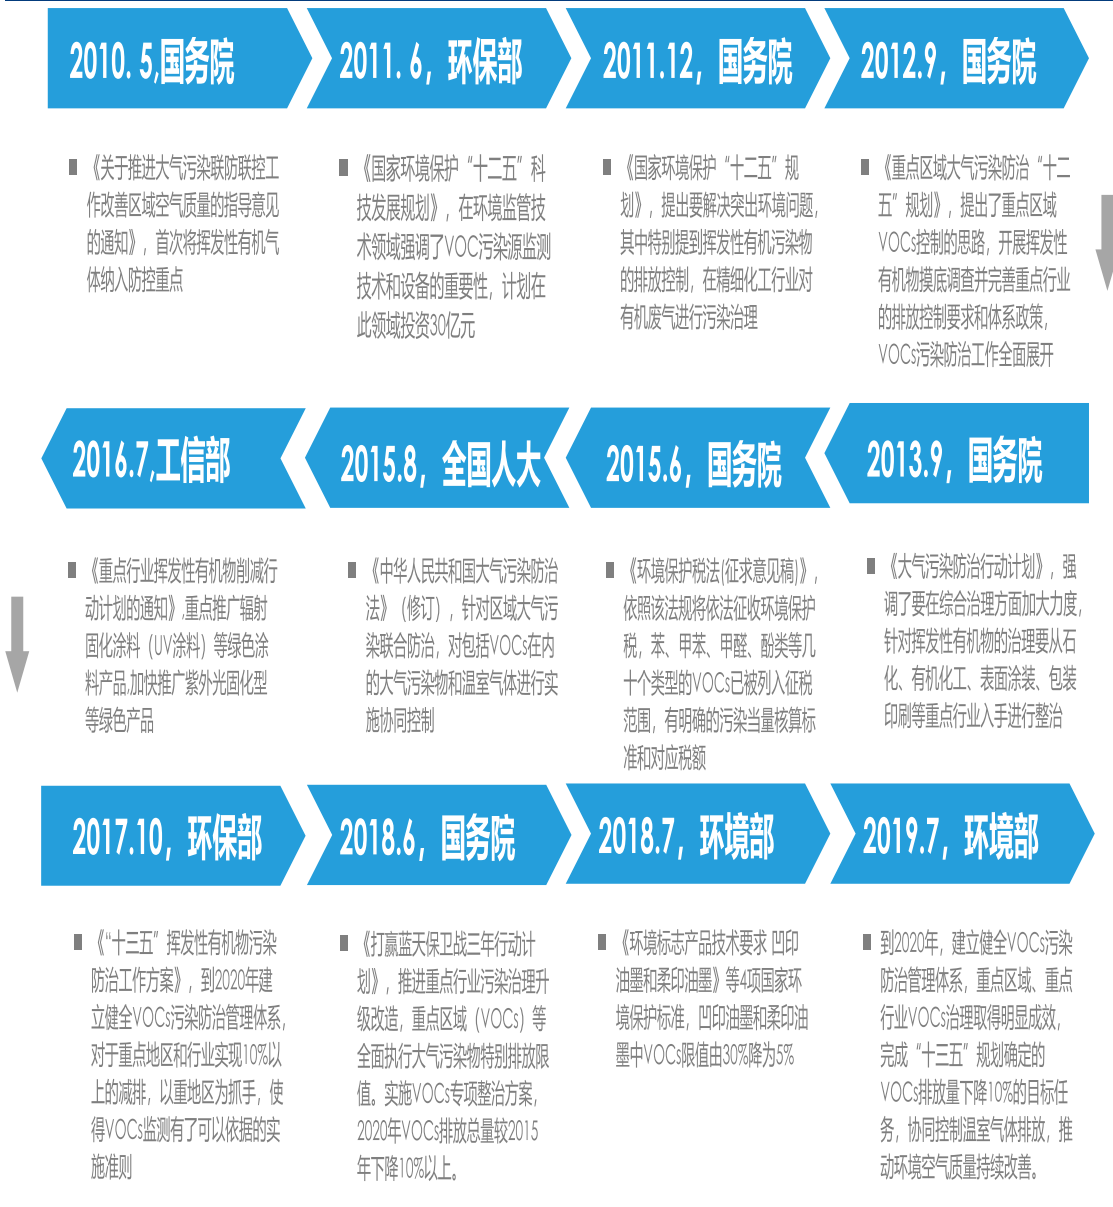 2010. 5,国务院
《关于推进大气污染联防联控工
作改善区域空气质量的指导意见
的通知》，首次将挥发性有机气
体纳入防控重点
2011. 6，环保部
《国家环境保护“十二五”科
技发展规划》，在环境监管技
术领域强调了VOC污染源监测
技术和设备的重要性，计划在
此领域投资30亿元
2011.12，国务院
《国家环境保护“十二五”规
划》，提出要解决突出环境问题，
其中特别提到挥发性有机污染物
的排放控制，在精细化工行业对
有机废气进行污染治理
2012.9，国务院
《重点区域大气污染防治“十二
五”规划》，提出了重点区域
VOCs控制的思路，开展挥发性
有机物摸底调查并完善重点行业
的排放控制要求和体系政策，
VOCs污染防治工作全面展开
2013.9，国务院
《大气污染防治行动计划》，强
调了要在综合治理方面加大力度，
针对挥发性有机物的治理要从石
化、有机化工、表面涂装、包装
印刷等重点行业入手进行整治
2015.6，国务院
《环境保护税法(征求意见稿)》，
依照该法规将依法征收环境保护
税，苯、甲苯、甲醛、酚类等几
十个类型的VOCs已被列入征税
范围，有明确的污染当量核算标
准和对应税额
2015.8，全国人大
《中华人民共和国大气污染防治
法》（修订），针对区域大气污
染联合防治，对包括VOCs在内
的大气污染物和温室气体进行实
施协同控制
2016.7,工信部
《重点行业挥发性有机物削减行
动计划的通知》,重点推广辐射
固化涂料（UV涂料）等绿色涂
料产品,加快推广紫外光固化型
等绿色产品
2017.10，环保部
《“十三五”挥发性有机物污染
防治工作方案》，到2020年建
立健全VOCs污染防治管理体系，
对于重点地区和行业实现10%以
上的减排，以重地区为抓手，使
得VOCs监测有了可以依据的实
施准则
2018.6，国务院
《打赢蓝天保卫战三年行动计
划》，推进重点行业污染治理升
级改造，重点区域（VOCs）等
全面执行大气污染物特别排放限
值。实施VOCs专项整治方案，
2020年VOCs排放总量较2015
年下降10%以上。
2018.7，环境部
《环境标志产品技术要求 凹印
油墨和柔印油墨》等4项国家环
境保护标准，凹印油墨和柔印油
墨中VOCs限值由30%降为5%
2019.7，环境部
到2020年，建立健全VOCs污染
防治管理体系，重点区域、重点
行业VOCs治理取得明显成效，
完成“十三五”规划确定的
VOCs排放量下降10%的目标任
务，协同控制温室气体排放，推
动环境空气质量持续改善。